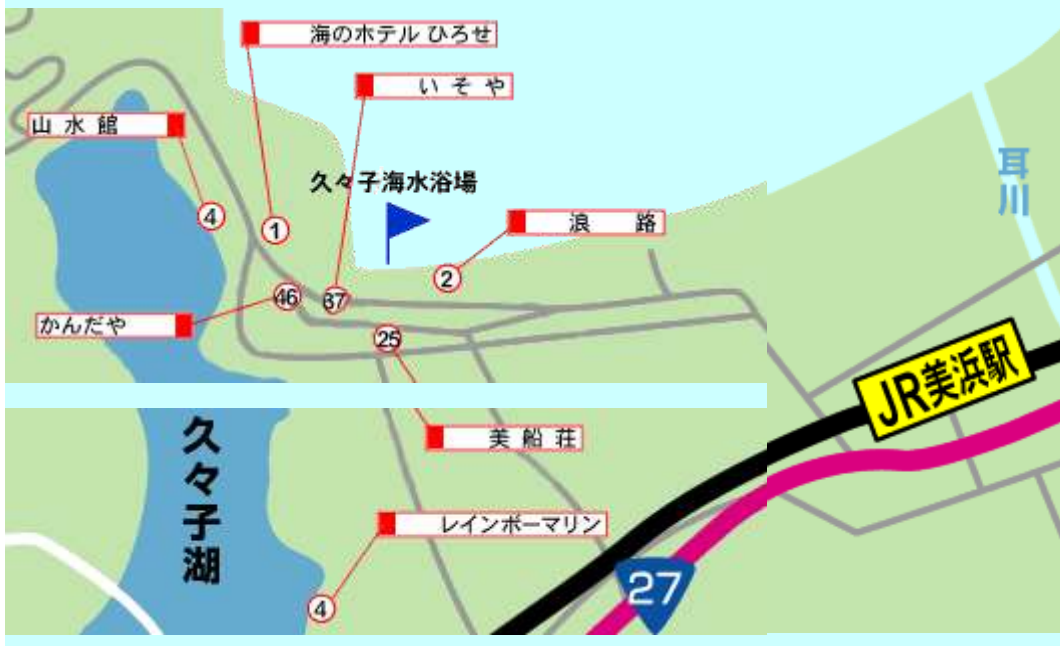 海のホテル ひろせ
いそや
山水館
久々子海水浴場
耳川
浪路
4
1
2
46
37
かんだや
25
JR美浜駅
久々子湖
美船荘
レインボーマリン
27
4